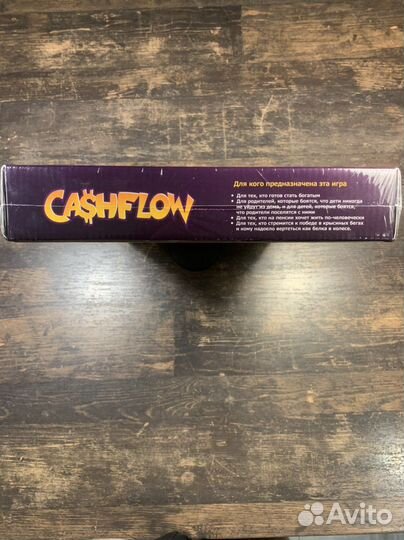 CA$HFLOW
Для кого предназначена эта игра
• Для тех, кто готов стать богатым
• Для родителей, которые боятся, что дети никогда
не уйдут из дома, и для детей, которые боятся,
что родители поселятся с ними
• Для тех, кто на пенсии хочет жить по-человечески
• Для тех, кто стремится к победе в крысиных бегах
и кому надоело вертеться как белка в колесе.
Avito